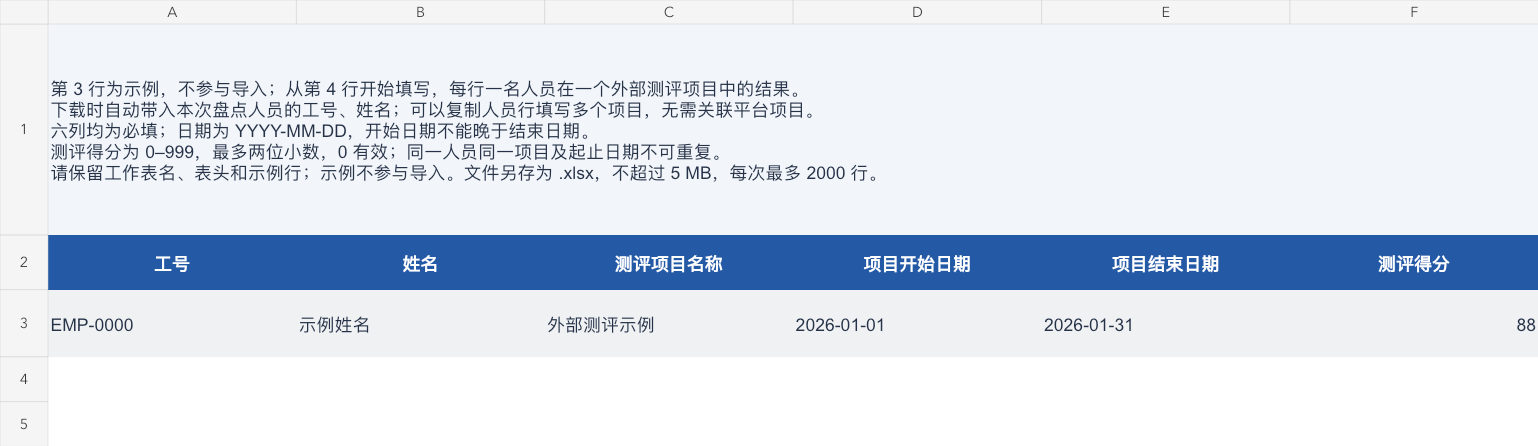 A B C D E F
1
第 3 行为示例，不参与导入；从第 4 行开始填写，每行一名人员在一个外部测评项目中的结果。
下载时自动带入本次盘点人员的工号、姓名；可以复制人员行填写多个项目，无需关联平台项目。
六列均为必填；日期为 YYYY-MM-DD，开始日期不能晚于结束日期。
测评得分为 0–999，最多两位小数，0 有效；同一人员同一项目及起止日期不可重复。
请保留工作表名、表头和示例行；示例不参与导入。文件另存为 .xlsx，不超过 5 MB，每次最多 2000 行。
2 工号 姓名 测评项目名称 项目开始日期 项目结束日期 测评得分
3 EMP-0000 示例姓名 外部测评示例 2026-01-01 2026-01-31 88
4
5